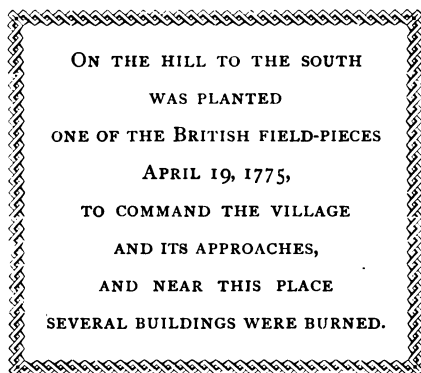 On the hill to the south
was planted
one of the British field-pieces
April 19, 1775,
to command the village
and its approaches,
and near this place
several buildings were burned.